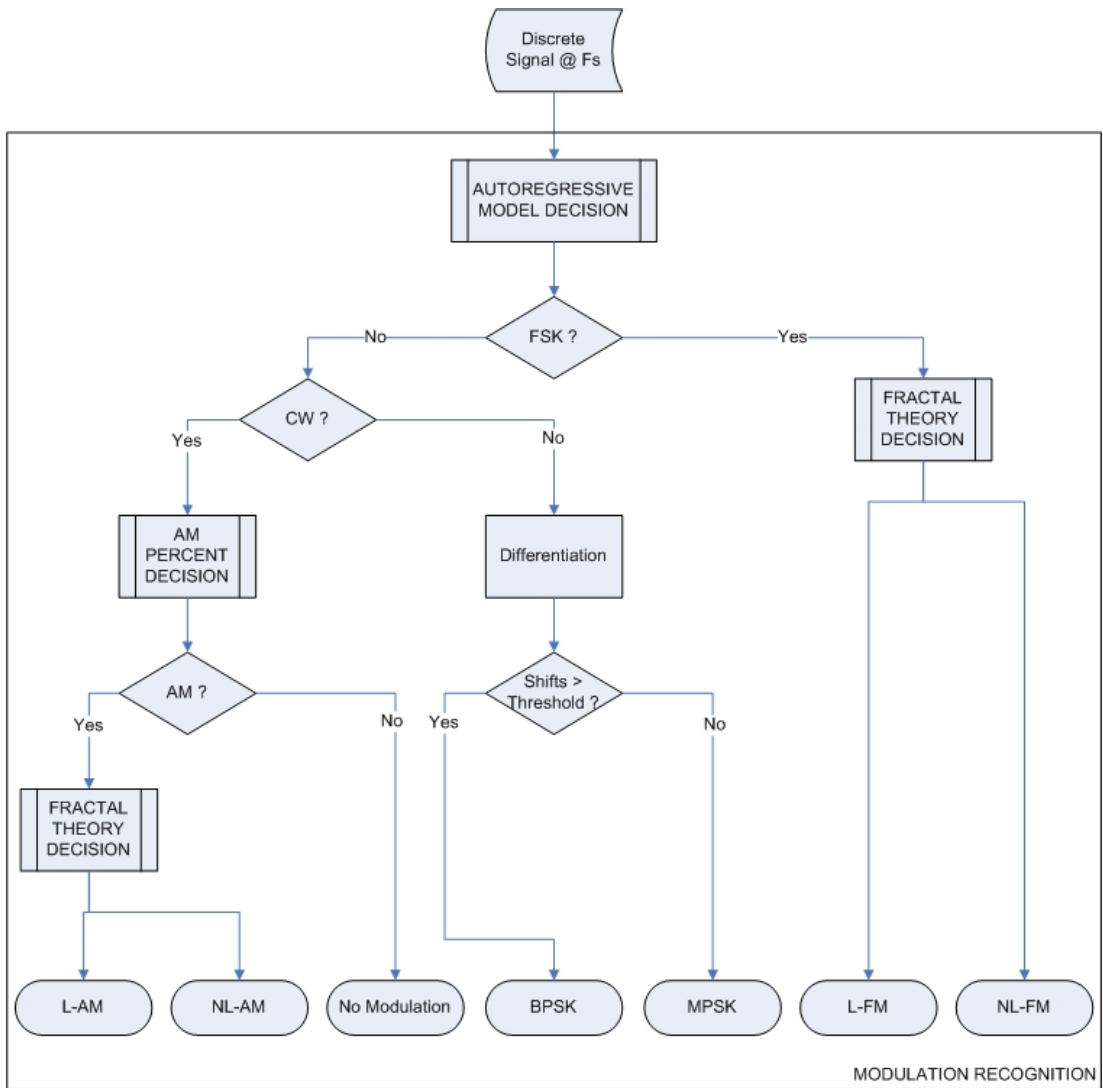 Discrete
Signal @ Fs
AUTOREGRESSIVE
MODEL DECISION
FSK ?
No
Yes
CW ?
FRACTAL
THEORY
DECISION
Yes
No
AM
PERCENT
DECISION
Differentiation
AM ?
Shifts >
Threshold ?
Yes
No
Yes
No
FRACTAL
THEORY
DECISION
L-AM
NL-AM
No Modulation
BPSK
MPSK
L-FM
NL-FM
MODULATION RECOGNITION